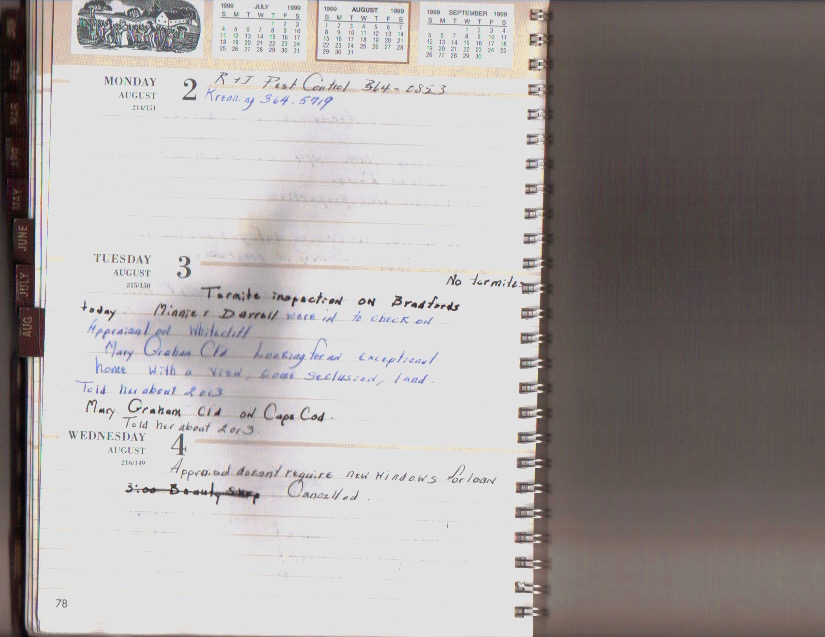 1999 JULY 1999
S M T W T F S
1 2 3
4 5 6 7 8 9 10
11 12 13 14 15 16 17
18 19 20 21 22 23 24
25 26 27 28 29 30 31
1999 AUGUST 1999
S M T W T F S
1 2 3 4 5 6 7
8 9 10 11 12 13 14
15 16 17 18 19 20 21
22 23 24 25 26 27 28
29 30 31
1999 SEPTEMBER 1999
S M T W T F S
1 2 3 4
5 6 7 8 9 10 11
12 13 14 15 16 17 18
19 20 21 22 23 24 25
26 27 28 29 30
MAR
APR
MAY
JUNE
JULY
AUG
MONDAY 2 R & J Pest Control 364-0853
AUGUST Krenning 364-5719
214/151
TUESDAY 3
AUGUST
215/150 No termites
Termite inspection on Bradfords
today Minnie & Darrell were in to check on
Appraisal on Whitecliff
Mary Graham Cld Looking for an exceptional
home with a view, some seclusion, land.
Told her about 2 or 3
Mary Graham Cld on Cape Cod.
Told her about 2 or 3.
WEDNESDAY 4
AUGUST
216/149
Appraisal doesnt require new windows for loan
3:00 Beauty Shop Cancelled.
78